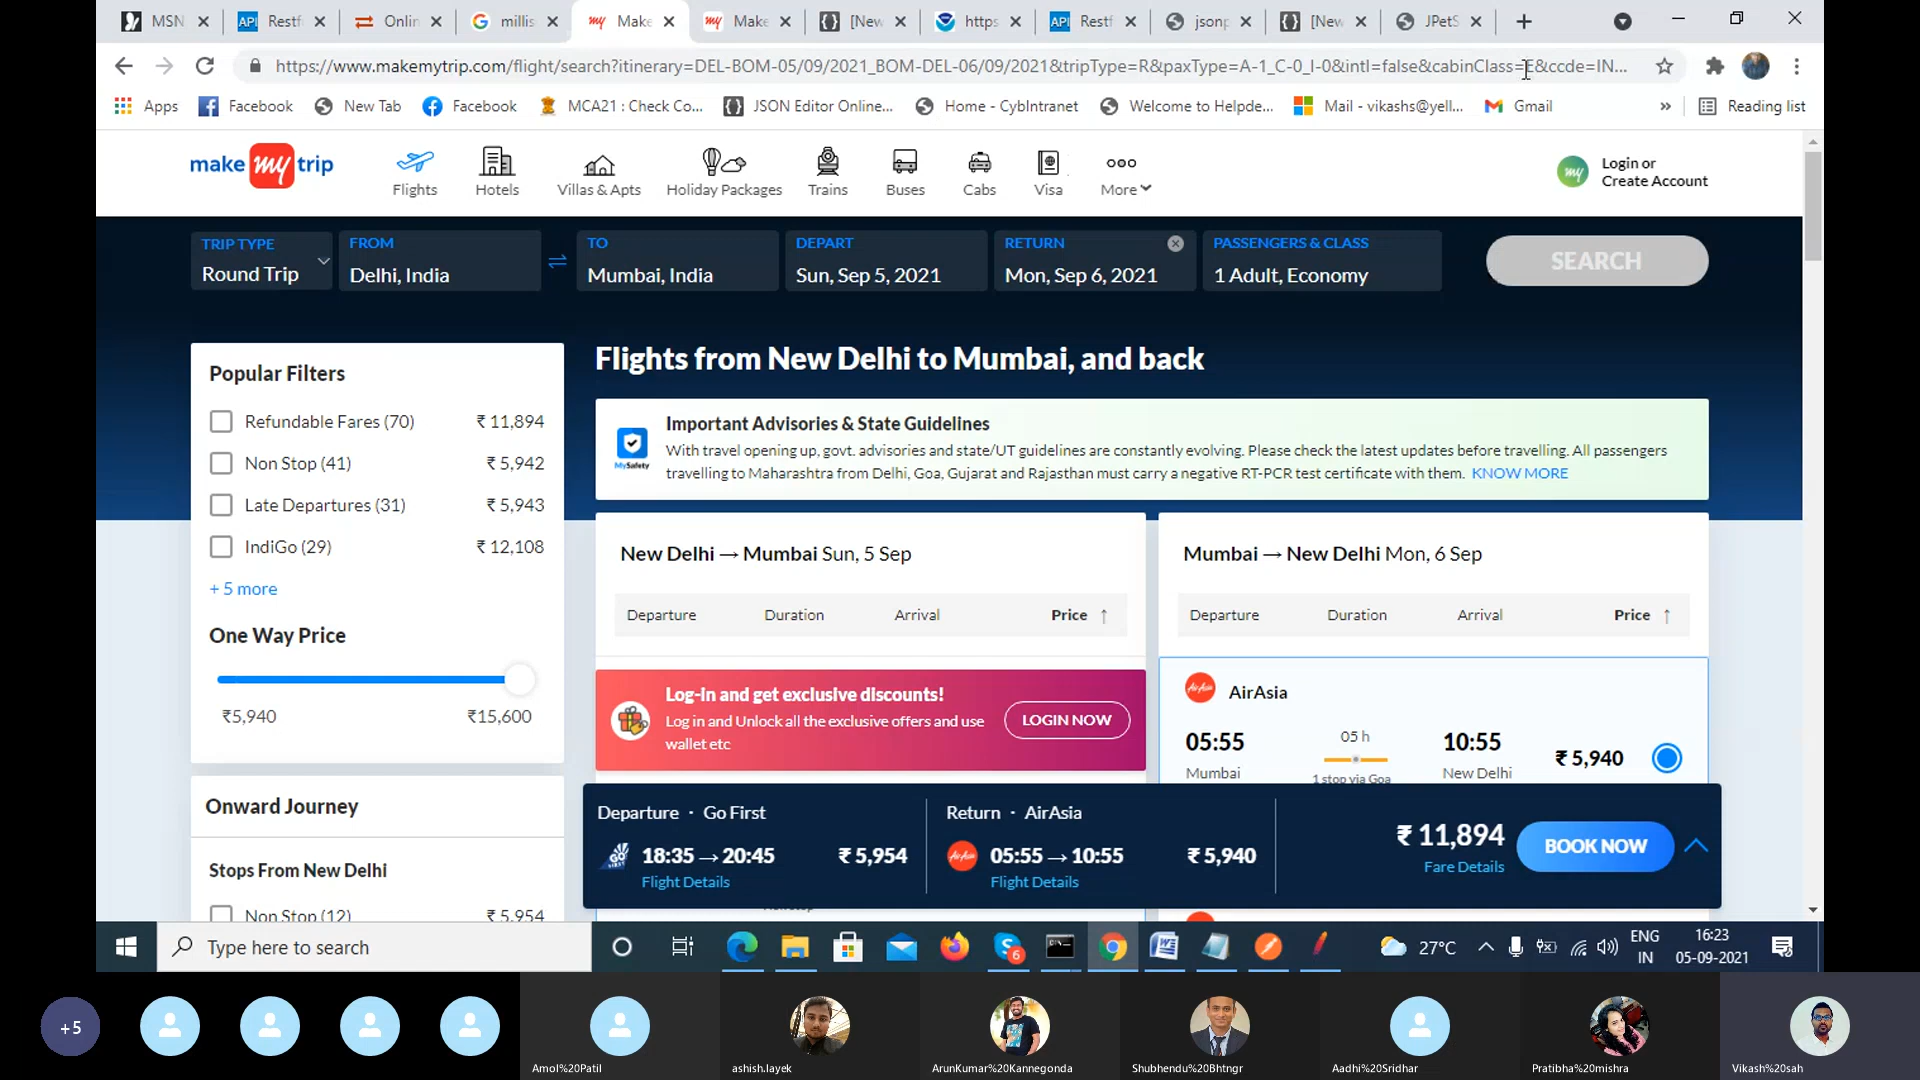 MSN
Restf
Onlin
millis
Make
Make
[New
https
Restf
jsonp
[New
JPetS
https://www.makemytrip.com/flight/search?itinerary=DEL-BOM-05/09/2021_BOM-DEL-06/09/2021&tripType=R&paxType=A-1_C-0_I-0&intl=false&cabinClass=E&ccde=IN...
Apps Facebook New Tab Facebook MCA21 : Check Co... JSON Editor Online... Home - CybIntranet Welcome to Helpde... Mail - vikashs@yell... Gmail » Reading list
make my trip
Flights Hotels Villas & Apts Holiday Packages Trains Buses Cabs Visa More
my Login or
Create Account
TRIP TYPE
Round Trip
FROM
Delhi, India
TO
Mumbai, India
DEPART
Sun, Sep 5, 2021
RETURN
Mon, Sep 6, 2021
PASSENGERS & CLASS
1 Adult, Economy
SEARCH
Popular Filters
Refundable Fares (70) ₹ 11,894
Non Stop (41) ₹ 5,942
Late Departures (31) ₹ 5,943
IndiGo (29) ₹ 12,108
+ 5 more
One Way Price
₹5,940 ₹15,600
Onward Journey
Stops From New Delhi
Non Stop (12) ₹ 5,954
Flights from New Delhi to Mumbai, and back
MySafety
Important Advisories & State Guidelines
With travel opening up, govt. advisories and state/UT guidelines are constantly evolving. Please check the latest updates before travelling. All passengers
travelling to Maharashtra from Delhi, Goa, Gujarat and Rajasthan must carry a negative RT-PCR test certificate with them. KNOW MORE
New Delhi → Mumbai Sun, 5 Sep
Departure Duration Arrival Price ↑
Log-in and get exclusive discounts!
Log in and Unlock all the exclusive offers and use
wallet etc
LOGIN NOW
Mumbai → New Delhi Mon, 6 Sep
Departure Duration Arrival Price ↑
AirAsia
05:55 05 h 10:55 ₹ 5,940
Mumbai 1 stop via Goa New Delhi
Departure · Go First
18:35 → 20:45 ₹ 5,954
Flight Details
Return · AirAsia
05:55 → 10:55 ₹ 5,940
Flight Details
₹ 11,894
Fare Details
BOOK NOW
Type here to search
6
27°C
ENG
IN
16:23
05-09-2021
+5
Amol%20Patil
ashish.layek
ArunKumar%20Kannegonda
Shubhendu%20Bhtngr
Aadhi%20Sridhar
Pratibha%20mishra
Vikash%20sah